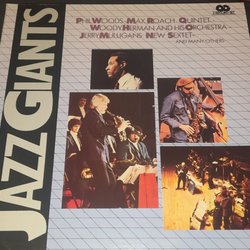 PHIL WOODS–MAX ROACH QUINTET–
WOODY HERMAN AND HIS ORCHESTRA
JERRY MULLIGANS NEW SEXTET–
AND MANY OTHERS
JAZZ GIANTS